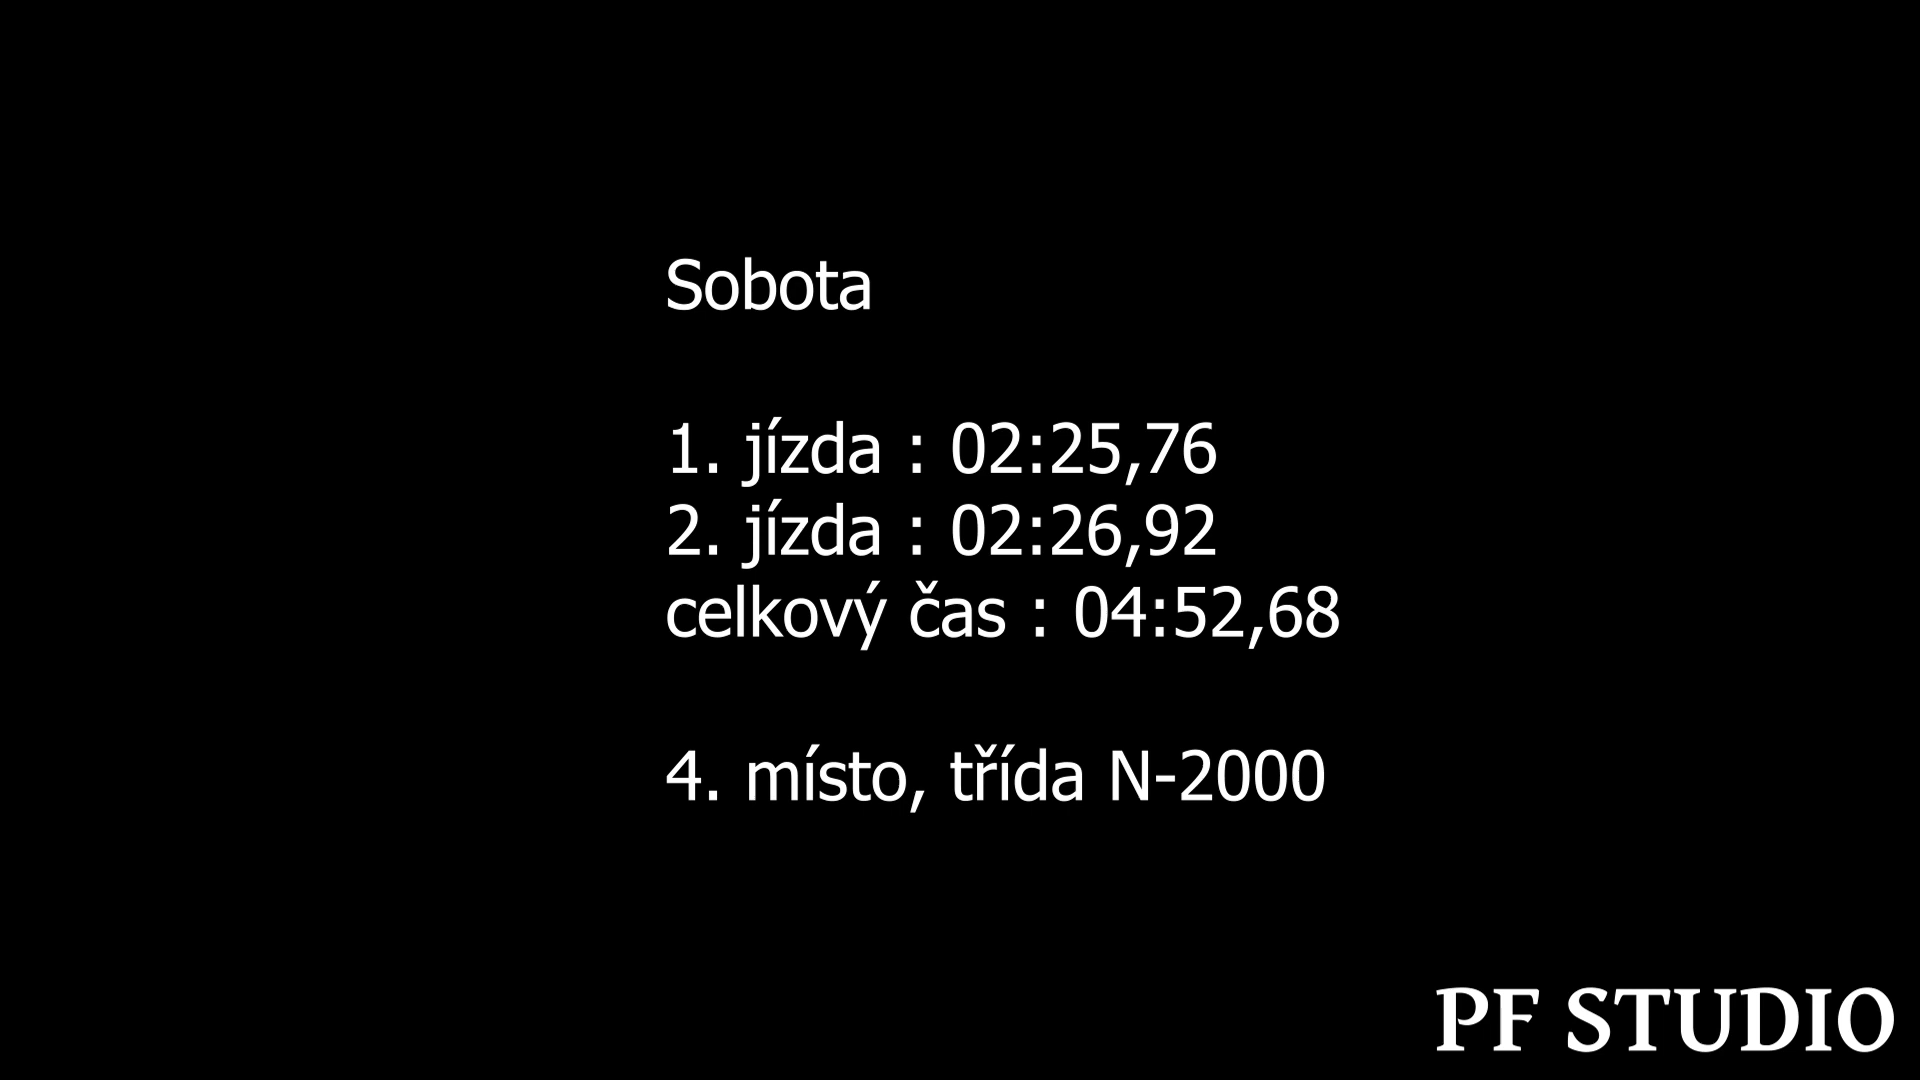 Sobota
1. jízda : 02:25,76
2. jízda : 02:26,92
celkový čas : 04:52,68
4. místo, třída N-2000
PF STUDIO